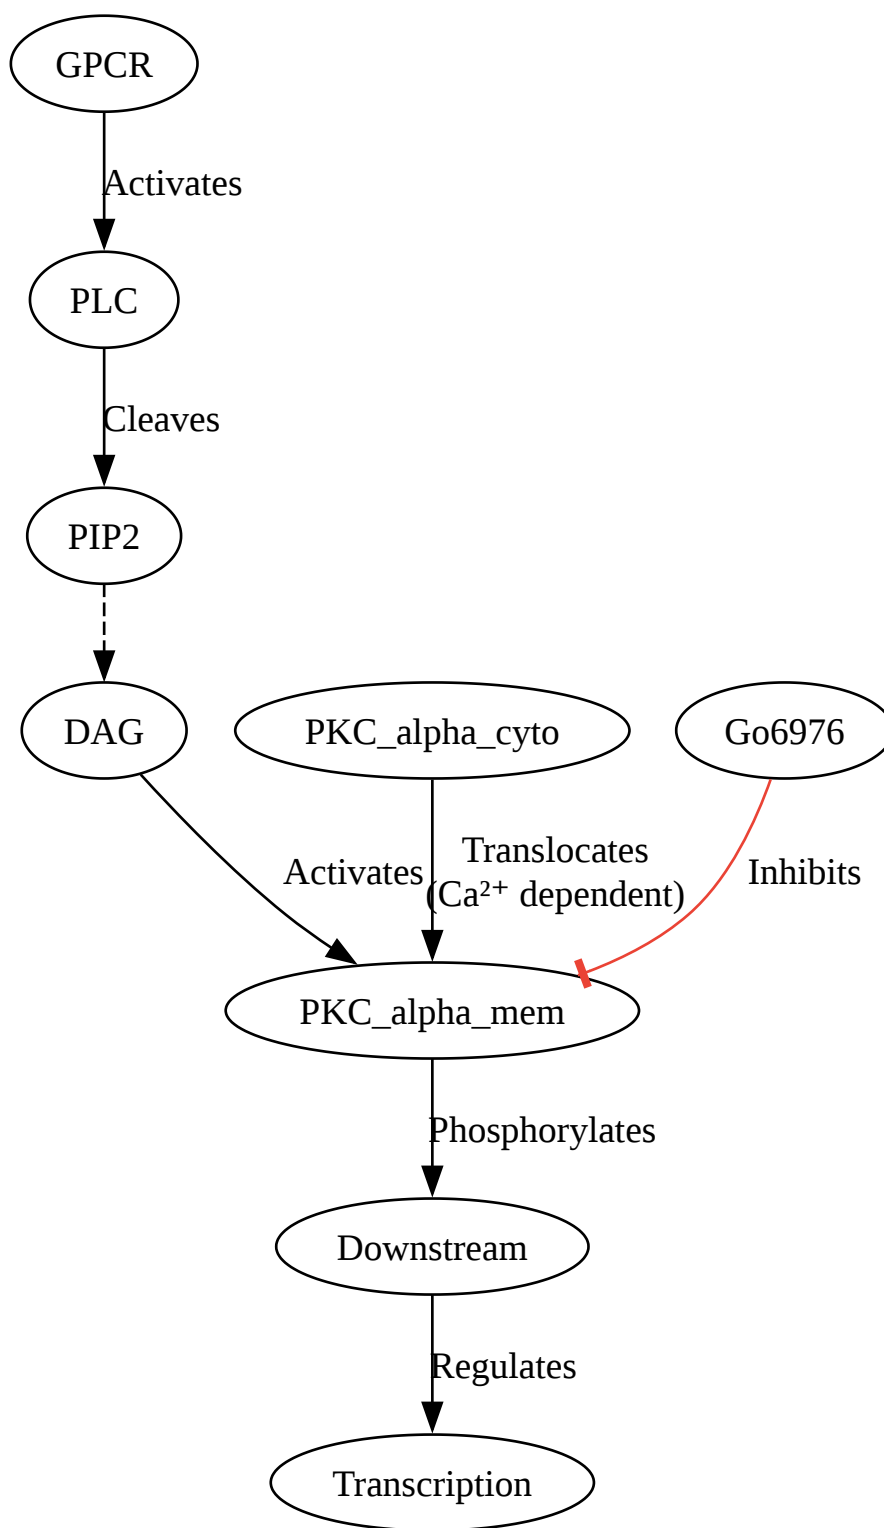 GPCR
Activates
PLC
Cleaves
PIP2
DAG
PKC_alpha_cyto
Go6976
Activates
Translocates
(Ca²⁺ dependent)
Inhibits
PKC_alpha_mem
Phosphorylates
Downstream
Regulates
Transcription